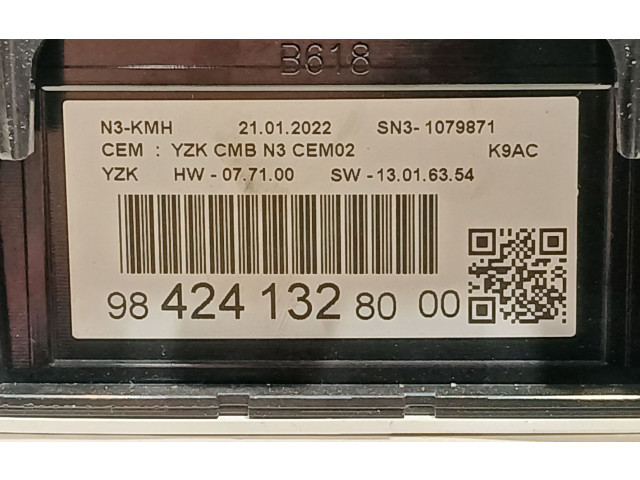 B618
N3-KMH 21.01.2022 SN3-1079871
CEM : YZK CMB N3 CEM02 K9AC
YZK HW - 07.71.00 SW - 13.01.63.54
98 424 132 80 00